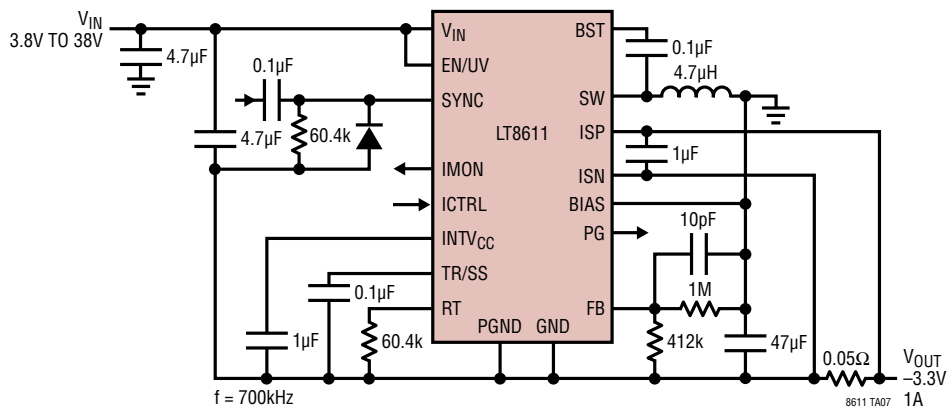 VIN
3.8V TO 38V
4.7µF
0.1µF
4.7µF
60.4k
VIN
EN/UV
SYNC
IMON
ICTRL
INTVCC
TR/SS
RT
LT8611
PGND
GND
BST
SW
ISP
ISN
BIAS
PG
FB
0.1µF
4.7µH
1µF
10pF
1M
412k
47µF
0.05Ω
0.1µF
1µF
60.4k
f = 700kHz
VOUT
–3.3V
1A
8611 TA07